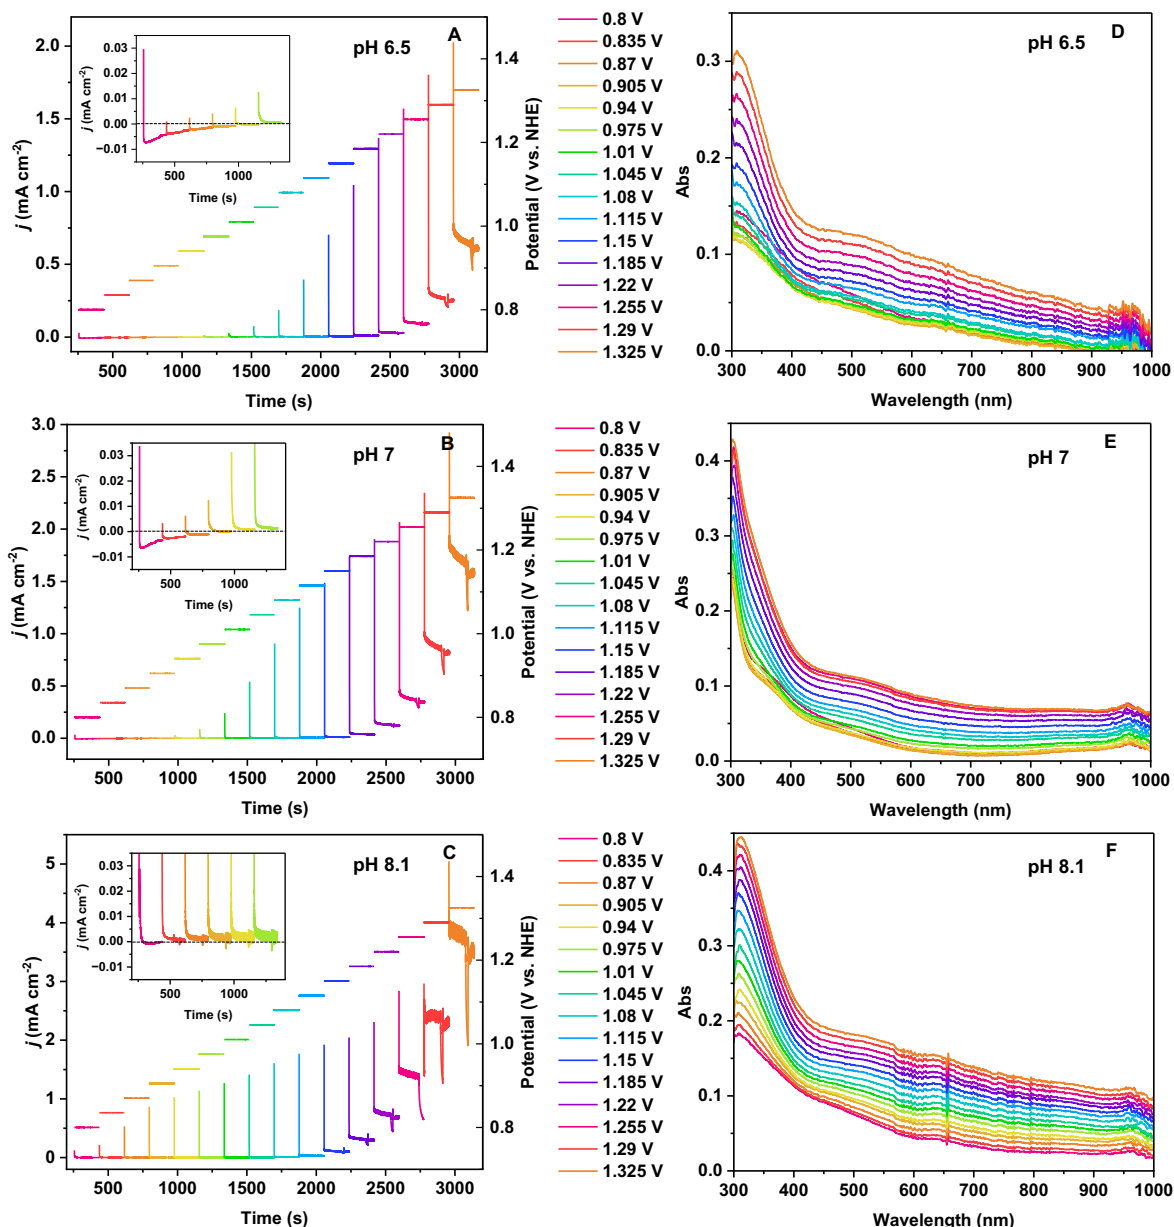 A
pH 6.5
j (mA cm-2)
2.0
1.5
1.0
0.5
0.0
500
1000
1500
2000
2500
3000
Time (s)
1.4
1.2
1.0
0.8
Potential (V vs. NHE)
j (mA cm-2)
0.03
0.02
0.01
0.00
−0.01
500
1000
Time (s)
0.8 V
0.835 V
0.87 V
0.905 V
0.94 V
0.975 V
1.01 V
1.045 V
1.08 V
1.115 V
1.15 V
1.185 V
1.22 V
1.255 V
1.29 V
1.325 V
D
pH 6.5
Abs
0.3
0.2
0.1
0.0
300
400
500
600
700
800
900
1000
Wavelength (nm)
B
pH 7
j (mA cm-2)
3.0
2.5
2.0
1.5
1.0
0.5
0.0
500
1000
1500
2000
2500
3000
Time (s)
1.4
1.2
1.0
0.8
Potential (V vs. NHE)
j (mA cm-2)
0.03
0.02
0.01
0.00
−0.01
500
1000
Time (s)
0.8 V
0.835 V
0.87 V
0.905 V
0.94 V
0.975 V
1.01 V
1.045 V
1.08 V
1.115 V
1.15 V
1.185 V
1.22 V
1.255 V
1.29 V
1.325 V
E
pH 7
Abs
0.4
0.3
0.2
0.1
0.0
300
400
500
600
700
800
900
1000
Wavelength (nm)
C
pH 8.1
j (mA cm-2)
5
4
3
2
1
0
500
1000
1500
2000
2500
3000
Time (s)
1.4
1.2
1.0
0.8
Potential (V vs. NHE)
j (mA cm-2)
0.03
0.02
0.01
0.00
−0.01
500
1000
Time (s)
0.8 V
0.835 V
0.87 V
0.905 V
0.94 V
0.975 V
1.01 V
1.045 V
1.08 V
1.115 V
1.15 V
1.185 V
1.22 V
1.255 V
1.29 V
1.325 V
F
pH 8.1
Abs
0.4
0.3
0.2
0.1
0.0
300
400
500
600
700
800
900
1000
Wavelength (nm)